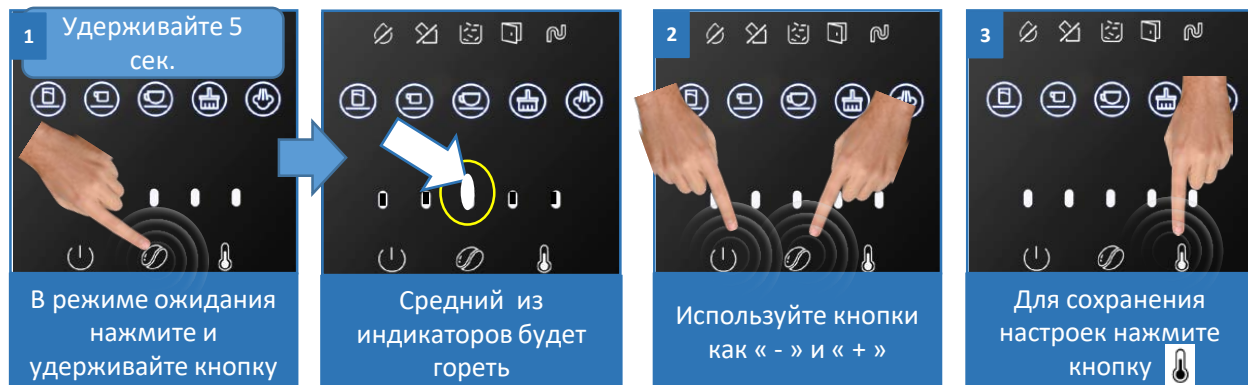 1
Удерживайте 5
сек.
В режиме ожидания
нажмите и
удерживайте кнопку
Средний из
индикаторов будет
гореть
2
Используйте кнопки
как « - » и « + »
3
Для сохранения
настроек нажмите
кнопку